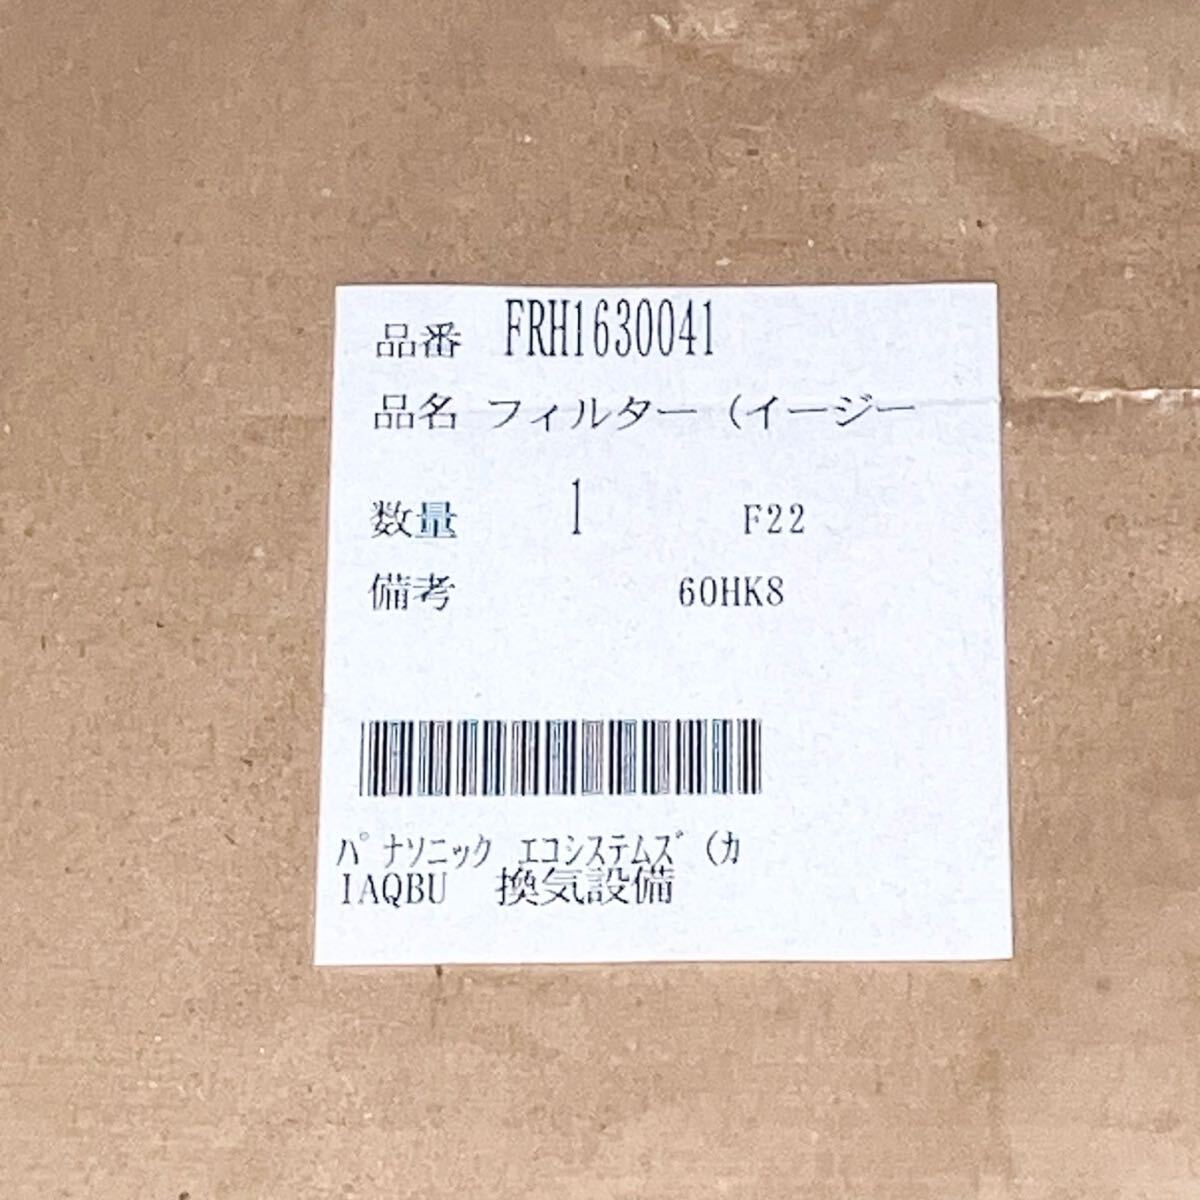 品番 FRH1630041
品名 フィルター（イージー
数量 1 F22
備考 60HK8
ﾊﾟﾅｿﾆｯｸ ｴｺｼｽﾃﾑｽﾞ(ｶ
IAQBU 換気設備